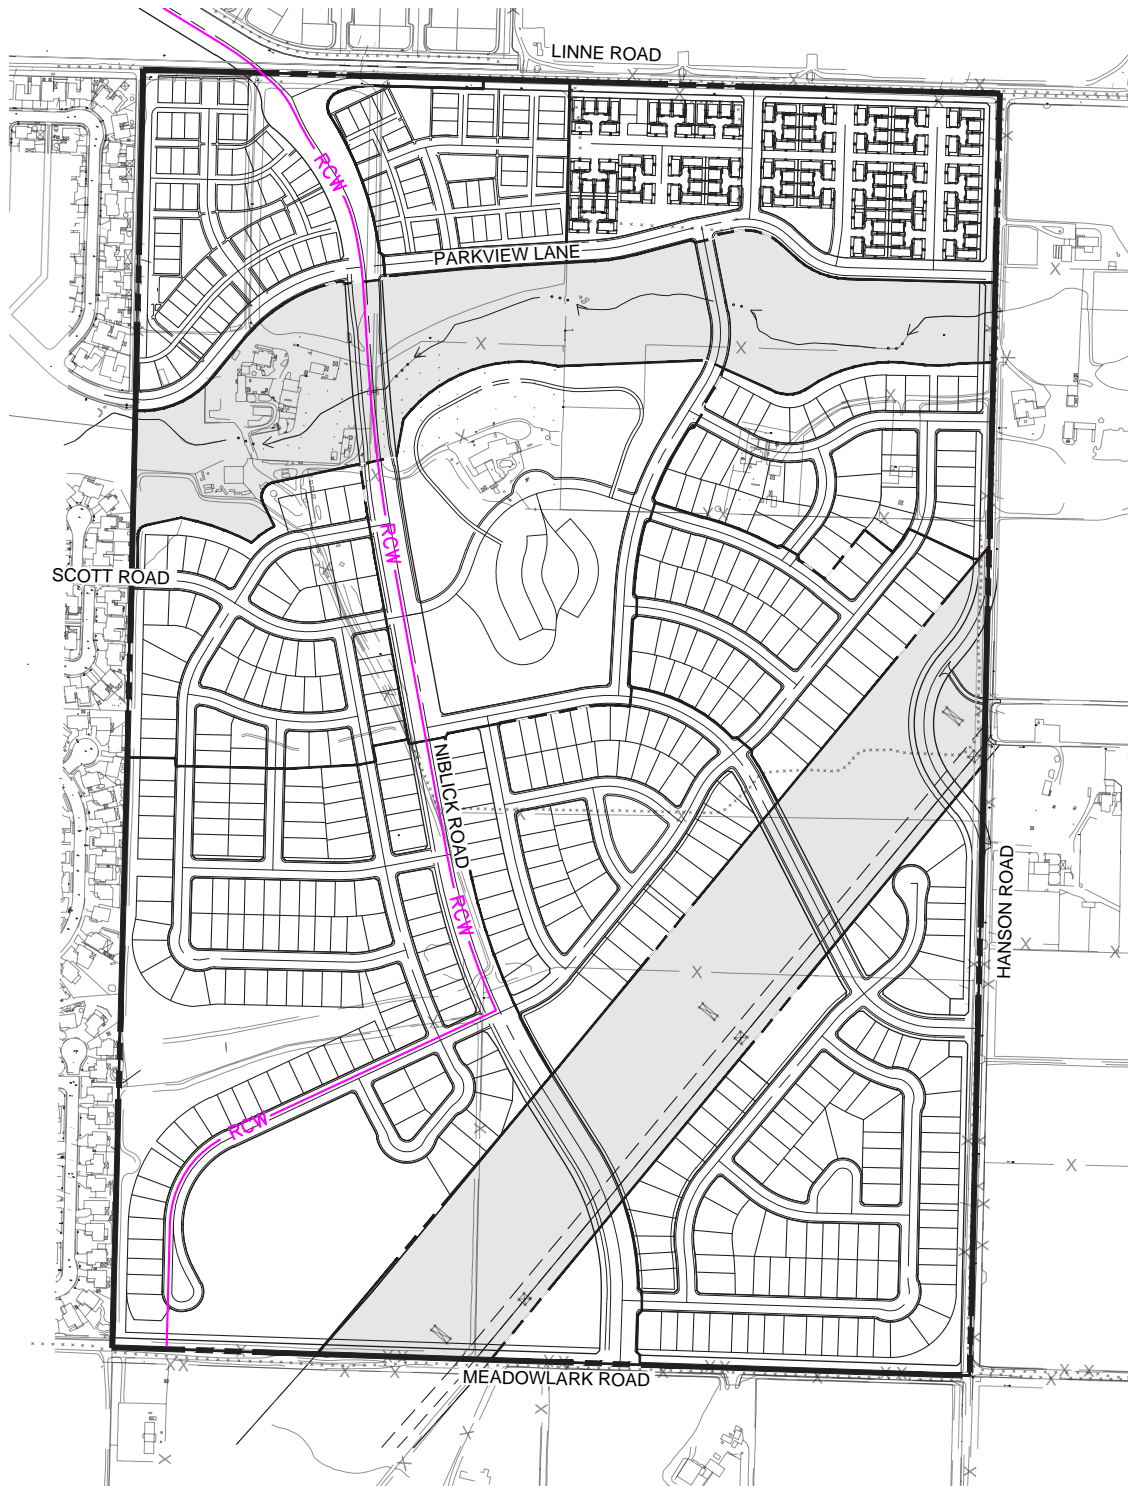 LINNE ROAD
RCW
PARKVIEW LANE
RCW
SCOTT ROAD
NIBLICK ROAD
RCW
HANSON ROAD
RCW
MEADOWLARK ROAD